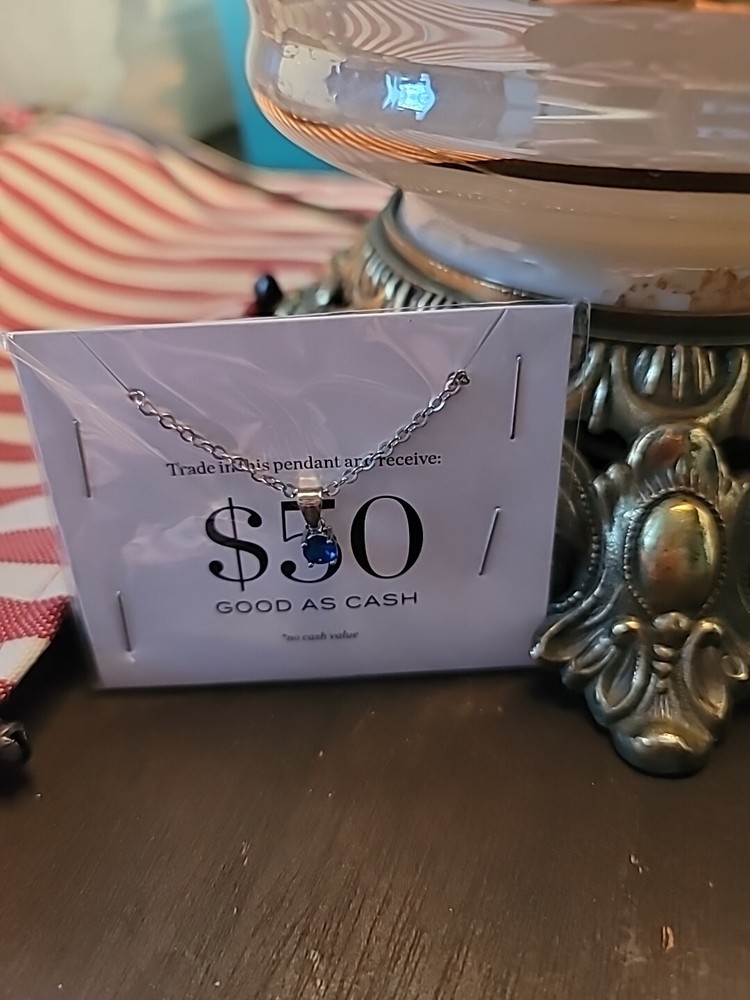 Trade in this pendant and receive:
$50
GOOD AS CASH
*no cash value